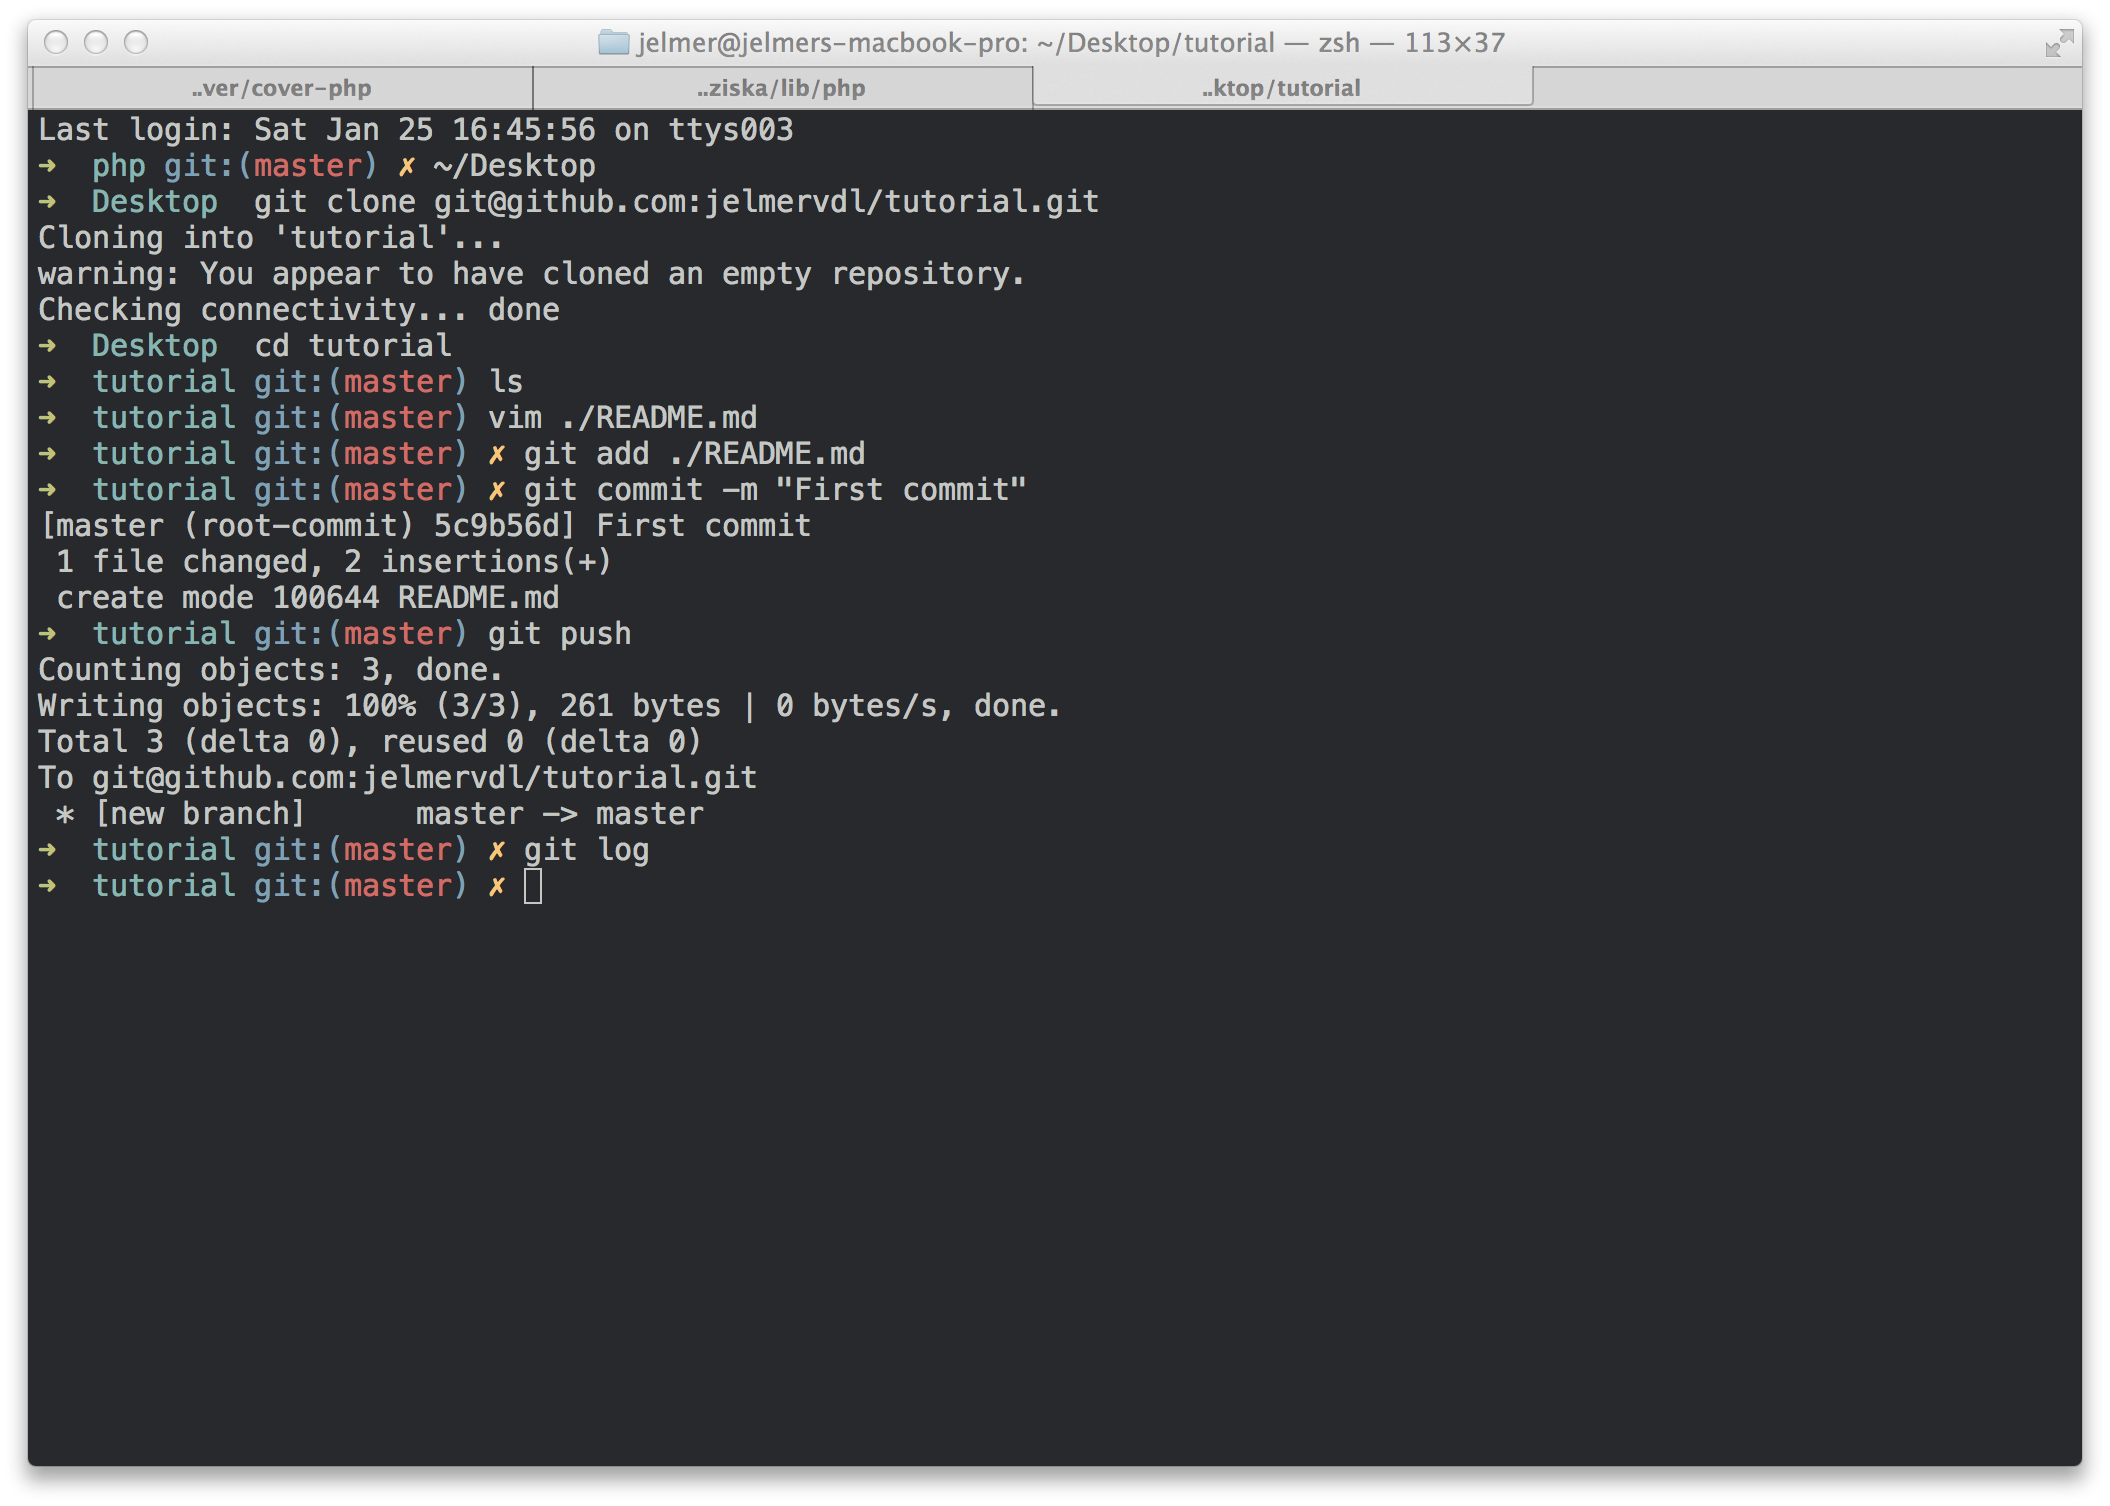 jelmer@jelmers-macbook-pro: ~/Desktop/tutorial — zsh — 113×37
..ver/cover-php ..ziska/lib/php ..ktop/tutorial
Last login: Sat Jan 25 16:45:56 on ttys003
➜  php git:(master) ✗ ~/Desktop
➜  Desktop  git clone git@github.com:jelmervdl/tutorial.git
Cloning into 'tutorial'...
warning: You appear to have cloned an empty repository.
Checking connectivity... done
➜  Desktop  cd tutorial
➜  tutorial git:(master) ls
➜  tutorial git:(master) vim ./README.md
➜  tutorial git:(master) ✗ git add ./README.md
➜  tutorial git:(master) ✗ git commit -m "First commit"
[master (root-commit) 5c9b56d] First commit
 1 file changed, 2 insertions(+)
 create mode 100644 README.md
➜  tutorial git:(master) git push
Counting objects: 3, done.
Writing objects: 100% (3/3), 261 bytes | 0 bytes/s, done.
Total 3 (delta 0), reused 0 (delta 0)
To git@github.com:jelmervdl/tutorial.git
 * [new branch]      master -> master
➜  tutorial git:(master) ✗ git log
➜  tutorial git:(master) ✗